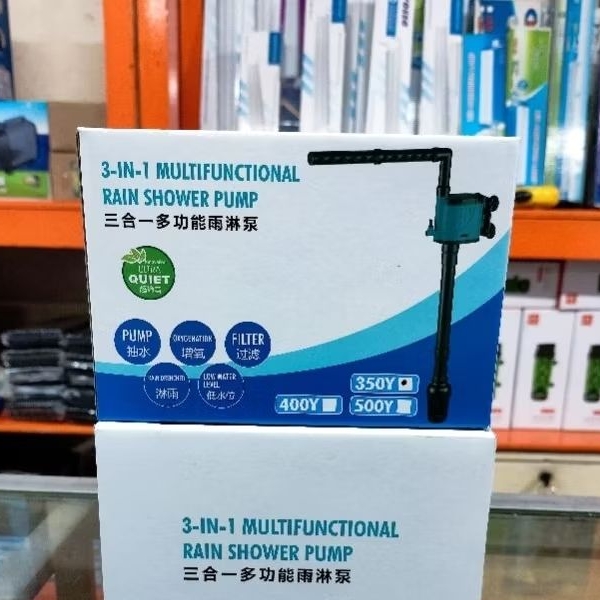 3-IN-1 MULTIFUNCTIONAL
RAIN SHOWER PUMP
三合一多功能雨淋泵
ULTRA
QUIET
PUMP
抽水
OXYGENATION
增氧
FILTER
过滤
淋雨
LOW WATER
LEVEL
低水位
350Y
400Y
500Y
3-IN-1 MULTIFUNCTIONAL
RAIN SHOWER PUMP
三合一多功能雨淋泵